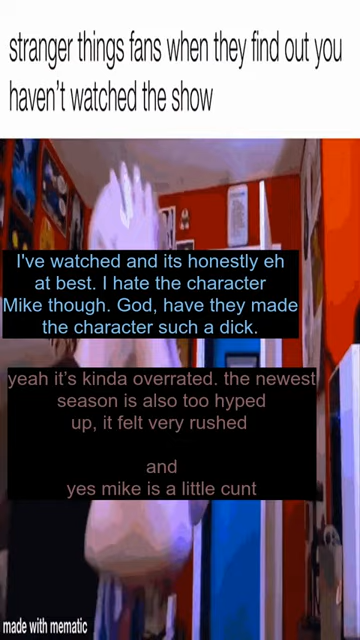 stranger things fans when they find out you
haven't watched the show
I've watched and its honestly eh
at best. I hate the character
Mike though. God, have they made
the character such a dick.
yeah it's kinda overrated. the newest
season is also too hyped
up, it felt very rushed
and
yes mike is a little cunt
made with mematic